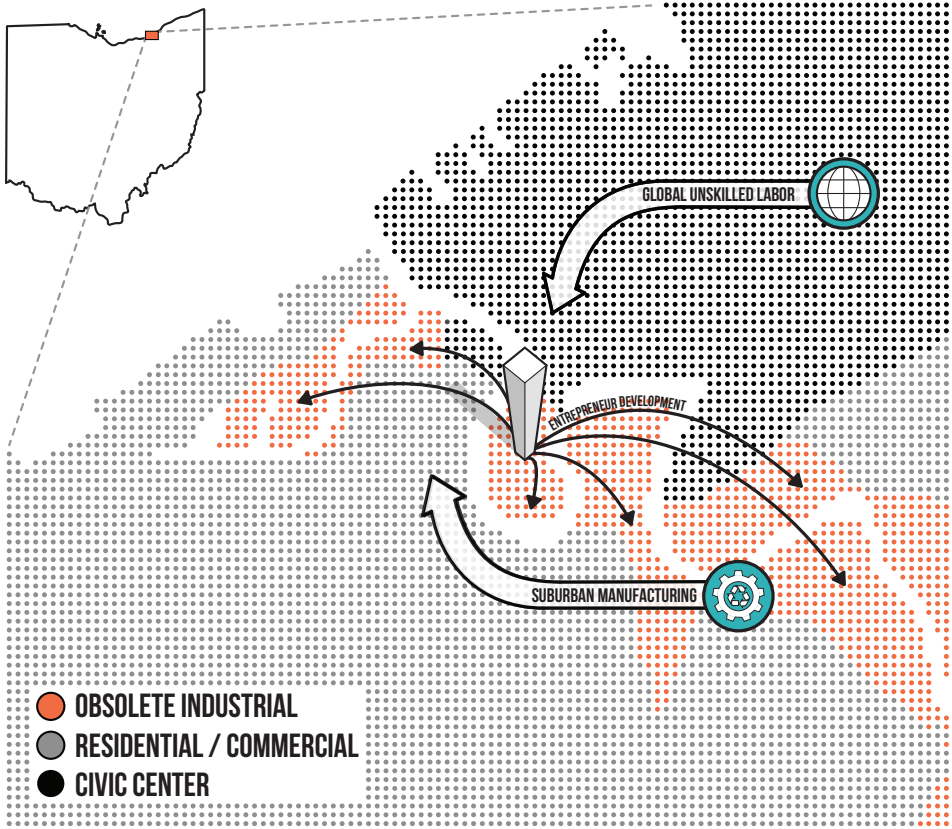 GLOBAL UNSKILLED LABOR
ENTREPRENEUR DEVELOPMENT
SUBURBAN MANUFACTURING
OBSOLETE INDUSTRIAL
RESIDENTIAL / COMMERCIAL
CIVIC CENTER